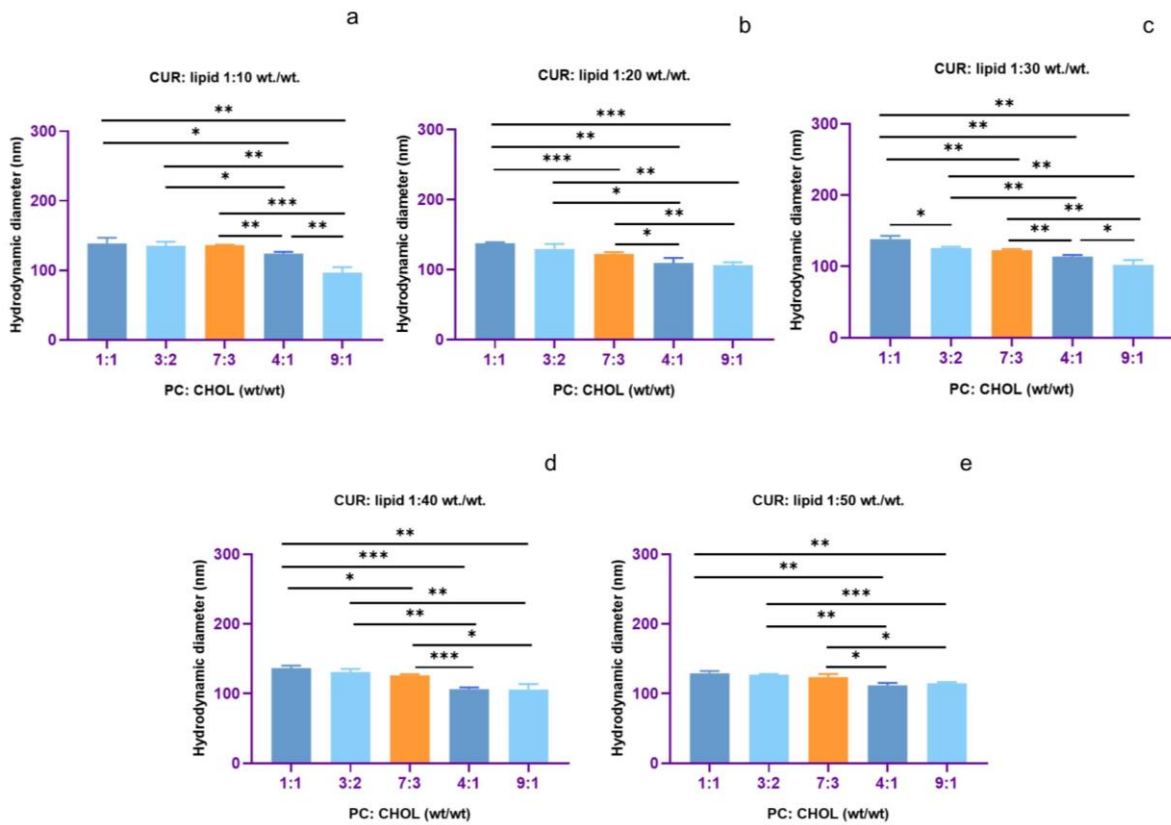 a
CUR: lipid 1:10 wt./wt.
**
*
**
*
***
** **
Hydrodynamic diameter (nm)
300
200
100
0
1:1 3:2 7:3 4:1 9:1
PC: CHOL (wt/wt)
b
CUR: lipid 1:20 wt./wt.
***
**
***
**
*
**
*
Hydrodynamic diameter (nm)
300
200
100
0
1:1 3:2 7:3 4:1 9:1
PC: CHOL (wt/wt)
c
CUR: lipid 1:30 wt./wt.
**
**
**
**
**
**
* ** *
Hydrodynamic diameter (nm)
300
200
100
0
1:1 3:2 7:3 4:1 9:1
PC: CHOL (wt/wt)
d
CUR: lipid 1:40 wt./wt.
**
***
*
**
**
*
***
Hydrodynamic diameter (nm)
300
200
100
0
1:1 3:2 7:3 4:1 9:1
PC: CHOL (wt/wt)
e
CUR: lipid 1:50 wt./wt.
**
**
***
**
*
*
Hydrodynamic diameter (nm)
300
200
100
0
1:1 3:2 7:3 4:1 9:1
PC: CHOL (wt/wt)